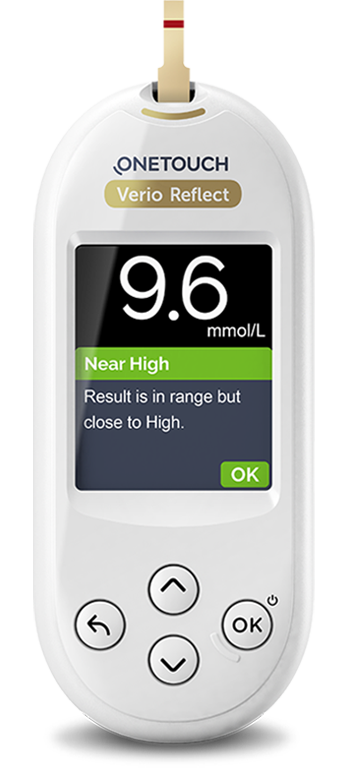 ONETOUCH
Verio Reflect
9.6
mmol/L
Near High
Result is in range but
close to High.
OK
OK